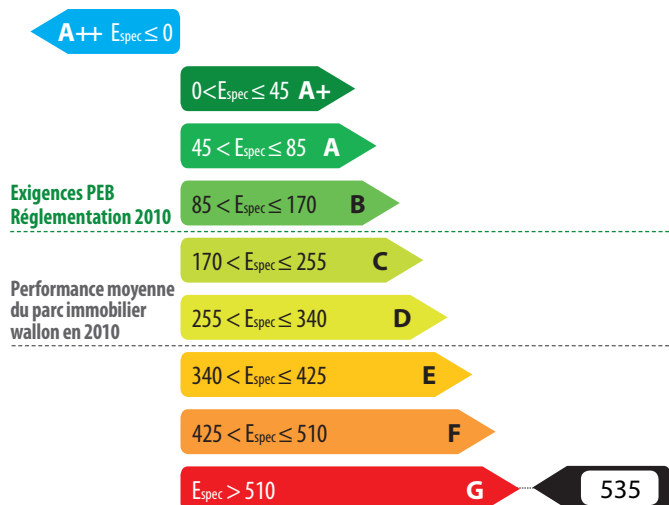 A++ Espec ≤ 0
0<Espec ≤ 45 A+
45 < Espec ≤ 85 A
Exigences PEB
Réglementation 2010
85 < Espec ≤ 170 B
170 < Espec ≤ 255 C
Performance moyenne
du parc immobilier
wallon en 2010
255 < Espec ≤ 340 D
340 < Espec ≤ 425 E
425 < Espec ≤ 510 F
Espec > 510 G 535